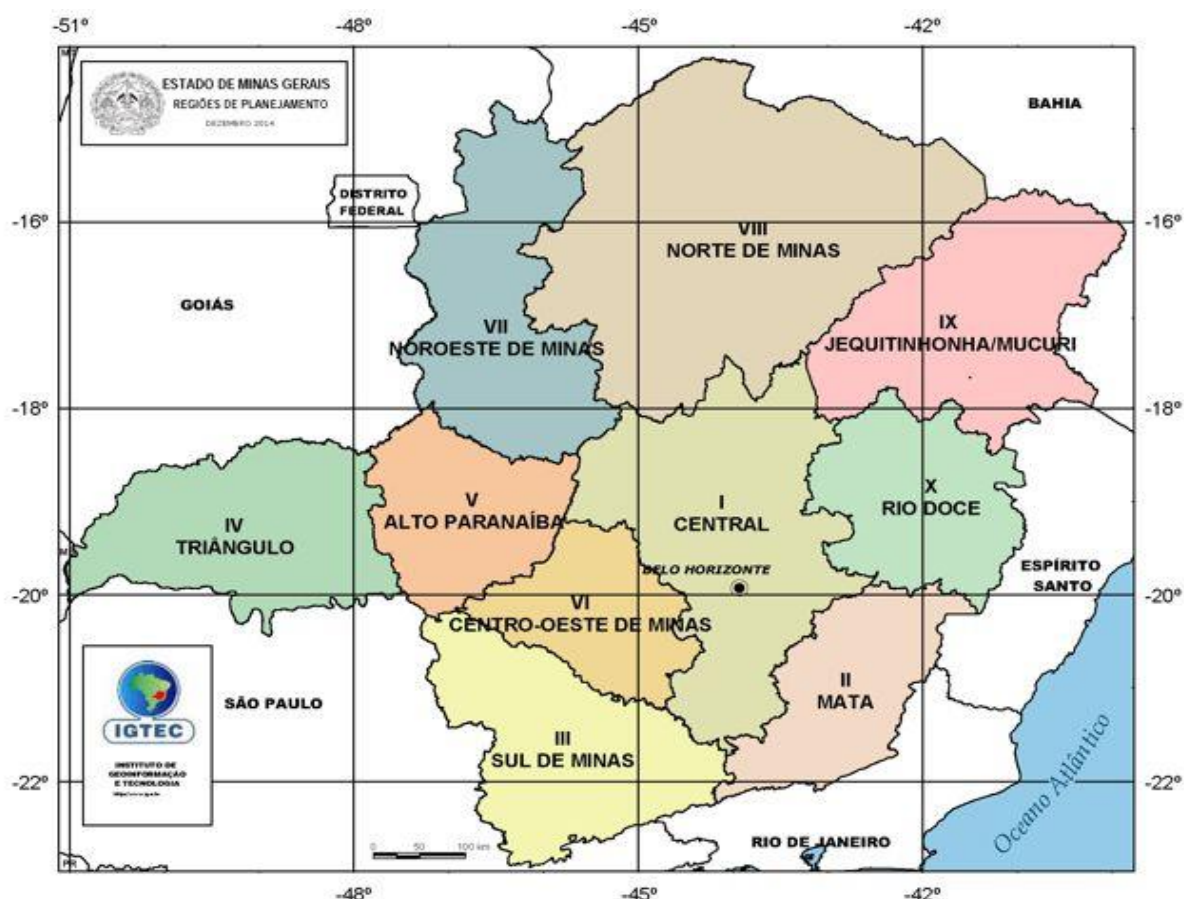 -51º -48º -45º -42º
ESTADO DE MINAS GERAIS
REGIÕES DE PLANEJAMENTO
DEZEMBRO 2014
BAHIA
DISTRITO
FEDERAL
-16º -16º
VIII
NORTE DE MINAS
GOIÁS
VII
NOROESTE DE MINAS
IX
JEQUITINHONHA/MUCURI
-18º -18º
IV
TRIÂNGULO
V
ALTO PARANAÍBA
I
CENTRAL
X
RIO DOCE
BELO HORIZONTE
ESPÍRITO
SANTO
-20º -20º
VI
CENTRO-OESTE DE MINAS
II
MATA
SÃO PAULO
IGTEC
INSTITUTO DE
GEOINFORMAÇÃO
E TECNOLOGIA
III
SUL DE MINAS
-22º -22º
Oceano Atlântico
0 50 100 km
RIO DE JANEIRO
PR
-48º -45º -42º